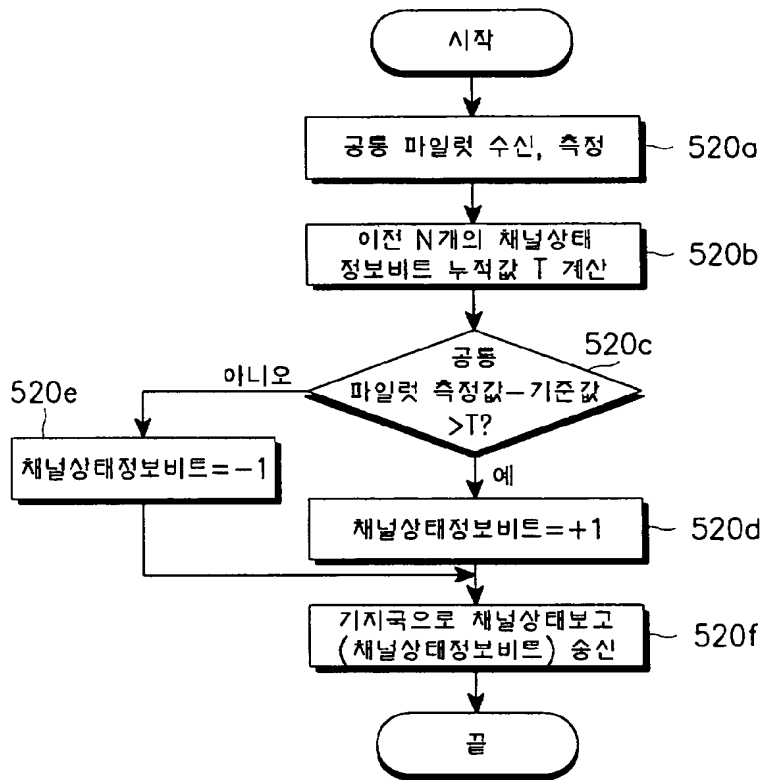 시작
공통 파일럿 수신, 측정
520a
이전 N개의 채널상태
정보비트 누적값 T 계산
520b
공통
파일럿 측정값-기준값
>T?
520c
아니오
520e
채널상태정보비트=-1
예
채널상태정보비트=+1
520d
기지국으로 채널상태보고
(채널상태정보비트) 송신
520f
끝